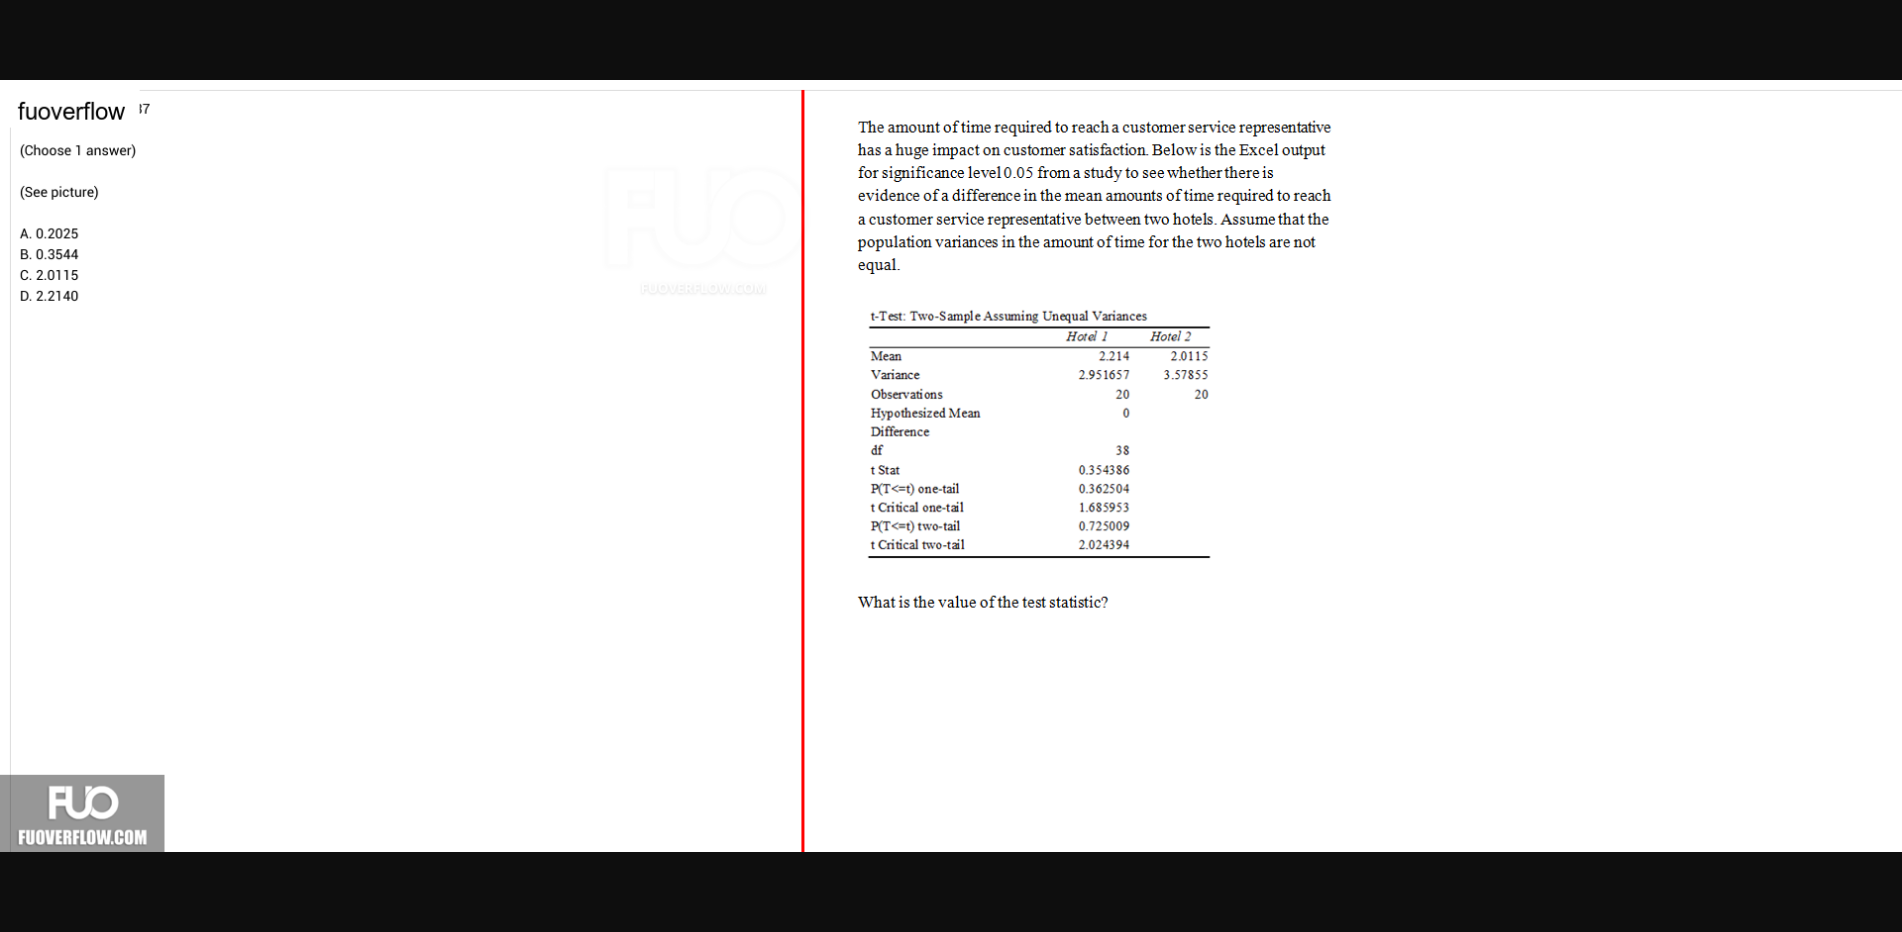 fuoverflow 37
(Choose 1 answer)
(See picture)
A. 0.2025
B. 0.3544
C. 2.0115
D. 2.2140
FUO
FUOVERFLOW.COM
FUO
FUOVERFLOW.COM
The amount of time required to reach a customer service representative
has a huge impact on customer satisfaction. Below is the Excel output
for significance level 0.05 from a study to see whether there is
evidence of a difference in the mean amounts of time required to reach
a customer service representative between two hotels. Assume that the
population variances in the amount of time for the two hotels are not
equal.
t-Test: Two-Sample Assuming Unequal Variances
Hotel 1 Hotel 2
Mean 2.214 2.0115
Variance 2.951657 3.57855
Observations 20 20
Hypothesized Mean 0
Difference
df 38
t Stat 0.354386
P(T<=t) one-tail 0.362504
t Critical one-tail 1.685953
P(T<=t) two-tail 0.725009
t Critical two-tail 2.024394
What is the value of the test statistic?